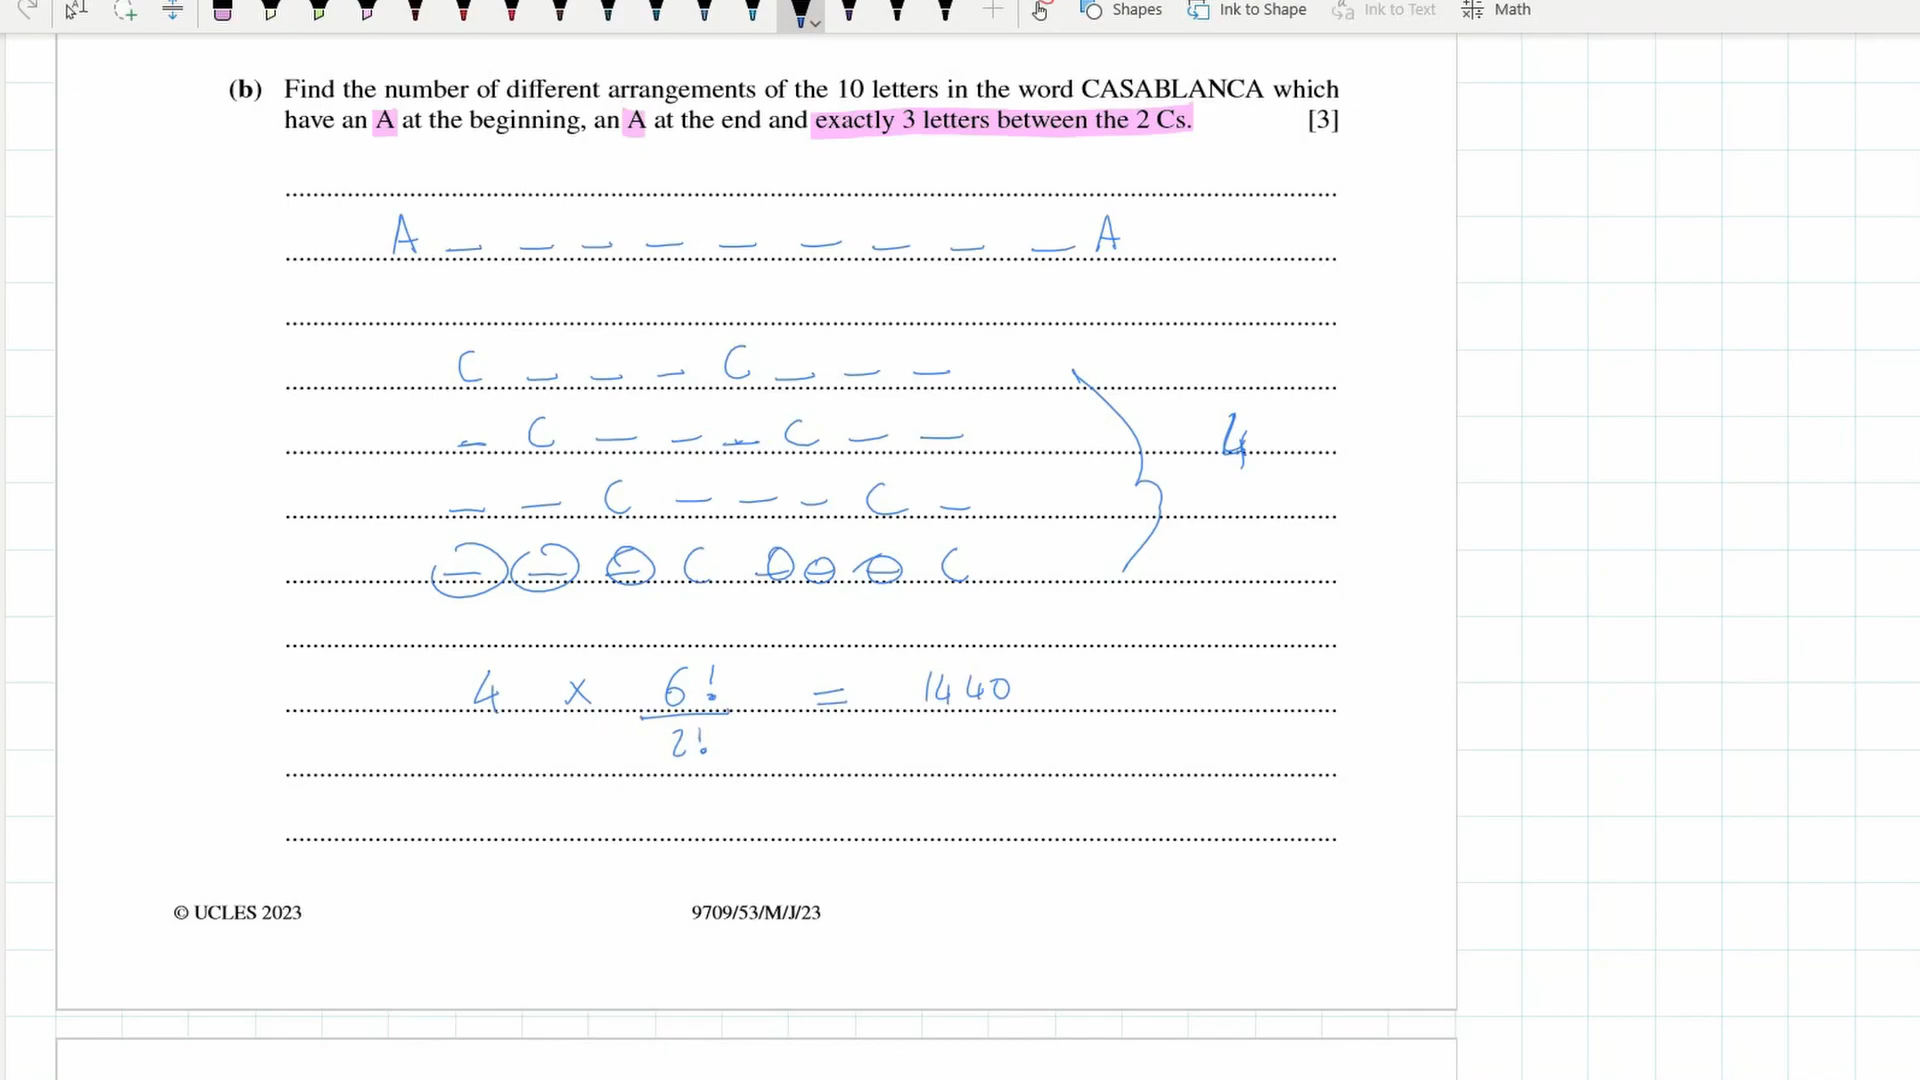 Shapes Ink to Shape Ink to Text Math
(b) Find the number of different arrangements of the 10 letters in the word CASABLANCA which
have an A at the beginning, an A at the end and exactly 3 letters between the 2 Cs. [3]
A _ _ _ _ _ _ _ _ _ A
C _ _ _ C _ _ _
_ C _ _ _ C _ _ 4
_ _ C _ _ _ C _
_ _ _ C _ _ _ C
4 × 6!/2! = 1440
© UCLES 2023 9709/53/M/J/23